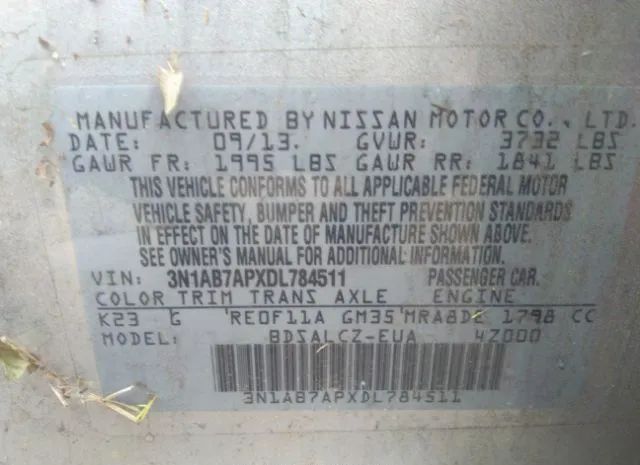 MANUFACTURED BY NISSAN MOTOR CO., LTD.
DATE: 09/13. GVWR: 3732 LBS
GAWR FR: 1995 LBS GAWR RR: 1841 LBS
THIS VEHICLE CONFORMS TO ALL APPLICABLE FEDERAL MOTOR
VEHICLE SAFETY, BUMPER AND THEFT PREVENTION STANDARDS
IN EFFECT ON THE DATE OF MANUFACTURE SHOWN ABOVE.
SEE OWNER'S MANUAL FOR ADDITIONAL INFORMATION.
VIN: 3N1AB7APXDL784511 PASSENGER CAR.
COLOR TRIM TRANS AXLE ENGINE
K23 G RE0F11A GM35 MRA8DE 1798 CC
MODEL: BDSALCZ-EUA 4Z000
3N1AB7APXDL784511